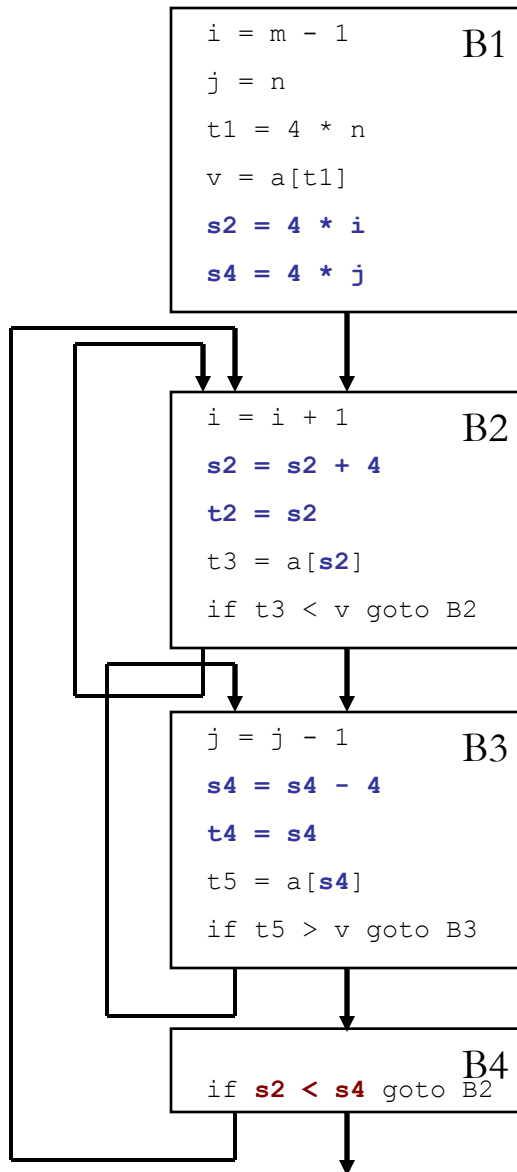 i = m - 1
B1
j = n
t1 = 4 * n
v = a[t1]
s2 = 4 * i
s4 = 4 * j
i = i + 1
B2
s2 = s2 + 4
t2 = s2
t3 = a[s2]
if t3 < v goto B2
j = j - 1
B3
s4 = s4 - 4
t4 = s4
t5 = a[s4]
if t5 > v goto B3
B4
if s2 < s4 goto B2